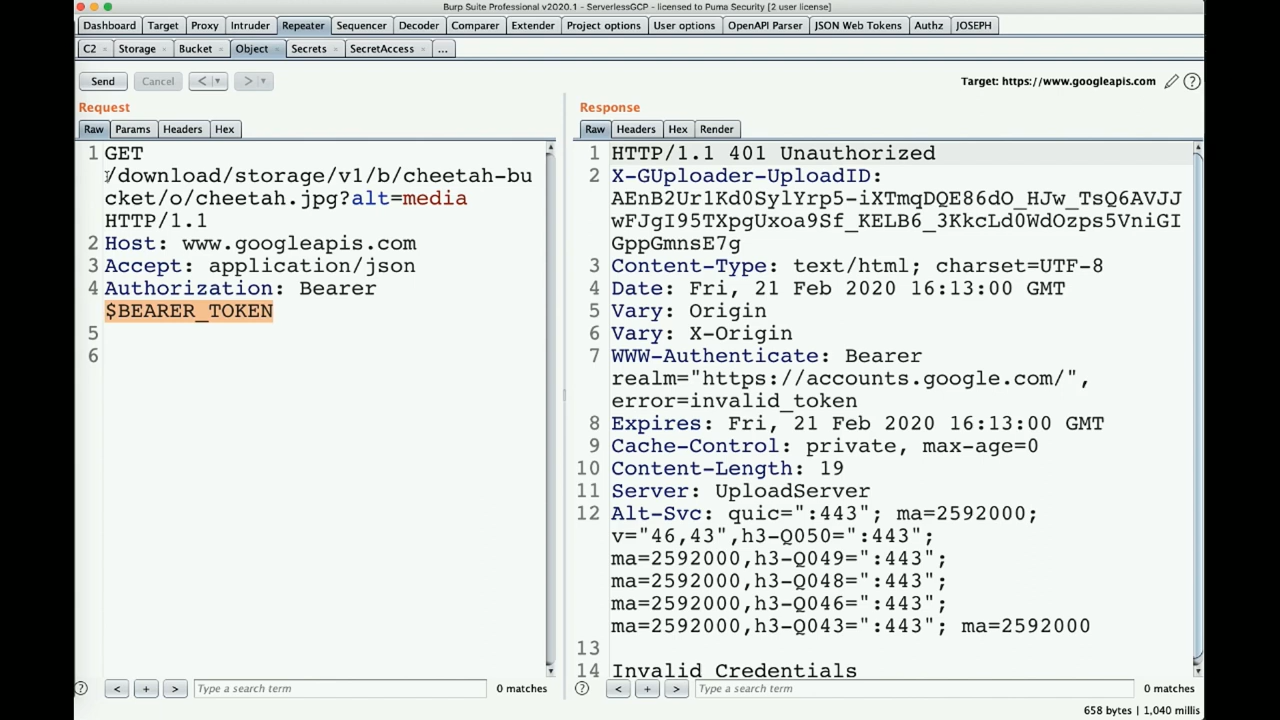 Burp Suite Professional v2020.1 - ServerlessGCP - licensed to Puma Security [2 user license]
Dashboard Target Proxy Intruder Repeater Sequencer Decoder Comparer Extender Project options User options OpenAPI Parser JSON Web Tokens Authz JOSEPH
C2 × Storage × Bucket × Object × Secrets × SecretAccess × ...
Send Cancel < ▼ > ▼ Target: https://www.googleapis.com ?
Request
Raw Params Headers Hex
1 GET
/download/storage/v1/b/cheetah-bu
cket/o/cheetah.jpg?alt=media
HTTP/1.1
2 Host: www.googleapis.com
3 Accept: application/json
4 Authorization: Bearer
$BEARER_TOKEN
5
6
? < + > Type a search term 0 matches
Response
Raw Headers Hex Render
1 HTTP/1.1 401 Unauthorized
2 X-GUploader-UploadID:
AEnB2Ur1Kd0SylYrp5-iXTmqDQE86dO_HJw_TsQ6AVJJ
wFJgI95TXpgUxoa9Sf_KELB6_3KkcLd0WdOzps5VniGI
GppGmnsE7g
3 Content-Type: text/html; charset=UTF-8
4 Date: Fri, 21 Feb 2020 16:13:00 GMT
5 Vary: Origin
6 Vary: X-Origin
7 WWW-Authenticate: Bearer
realm="https://accounts.google.com/",
error=invalid_token
8 Expires: Fri, 21 Feb 2020 16:13:00 GMT
9 Cache-Control: private, max-age=0
10 Content-Length: 19
11 Server: UploadServer
12 Alt-Svc: quic=":443"; ma=2592000;
v="46,43",h3-Q050=":443";
ma=2592000,h3-Q049=":443";
ma=2592000,h3-Q048=":443";
ma=2592000,h3-Q046=":443";
ma=2592000,h3-Q043=":443"; ma=2592000
13
14 Invalid Credentials
? < + > Type a search term 0 matches
658 bytes | 1,040 millis